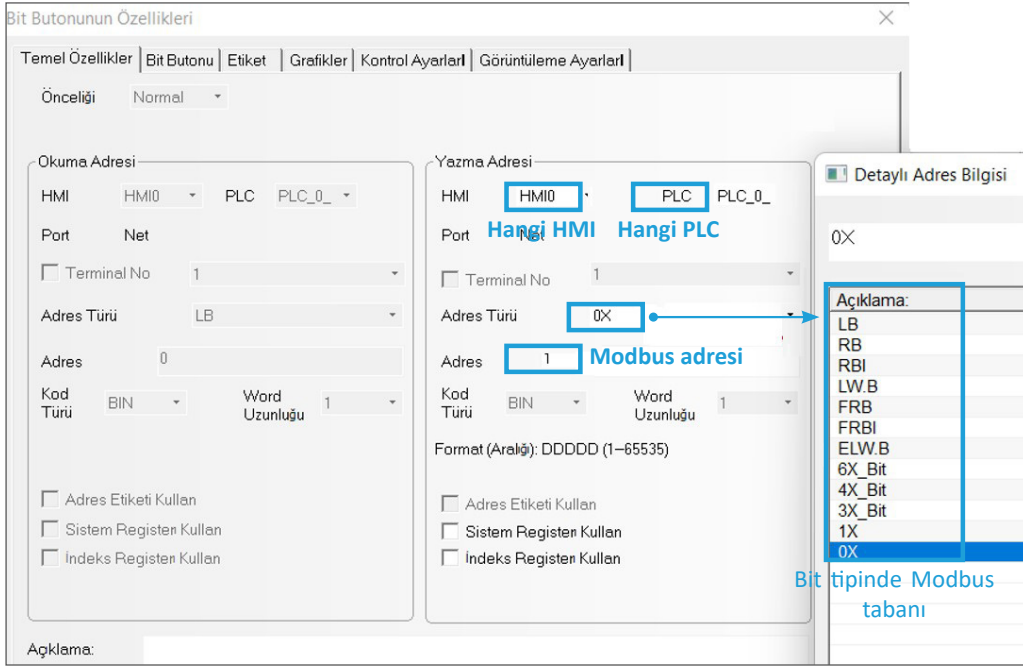 Bit Butonunun Özellikleri
Temel Özellikler Bit Butonu Etiket Grafikler Kontrol Ayarları Görüntüleme Ayarları
Önceliği Normal
Okuma Adresi
HMI HMI0 PLC PLC_0_
Port Net
Terminal No 1
Adres Türü LB
Adres 0
Kod Türü BIN Word Uzunluğu 1
Adres Etiketi Kullan
Sistem Register Kullan
İndeks Register Kullan
Yazma Adresi
HMI HMI0 PLC PLC_0_
Hangi HMI Hangi PLC
Port Net
Terminal No 1
Adres Türü 0X
Adres 1 Modbus adresi
Kod Türü BIN Word Uzunluğu 1
Format (Aralığı): DDDDD (1–65535)
Adres Etiketi Kullan
Sistem Register Kullan
İndeks Register Kullan
Açıklama:
Detaylı Adres Bilgisi
0X
Açıklama:
LB
RB
RBI
LW.B
FRB
FRBI
ELW.B
6X_Bit
4X_Bit
3X_Bit
1X
0X
Bit tipinde Modbus
tabanı